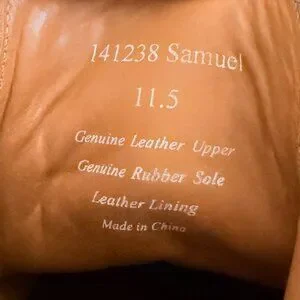 141238 Samuel
11.5
Genuine Leather Upper
Genuine Rubber Sole
Leather Lining
Made in China